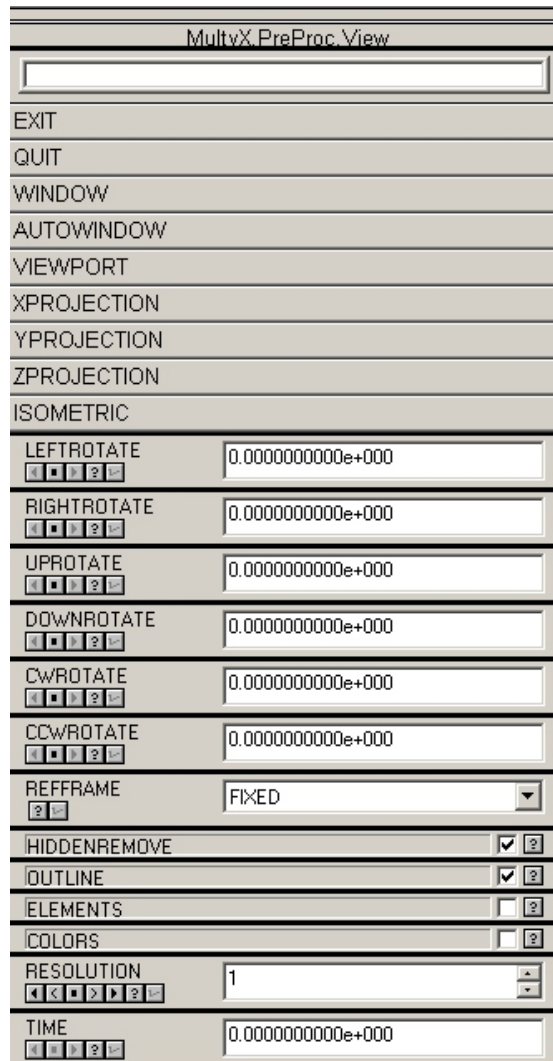 MultyX.PreProc.View
EXIT
QUIT
WINDOW
AUTOWINDOW
VIEWPORT
XPROJECTION
YPROJECTION
ZPROJECTION
ISOMETRIC
LEFTROTATE 0.0000000000e+000
?
RIGHTROTATE 0.0000000000e+000
?
UPROTATE 0.0000000000e+000
?
DOWNROTATE 0.0000000000e+000
?
CWROTATE 0.0000000000e+000
?
CCWROTATE 0.0000000000e+000
?
REFFRAME FIXED
?
HIDDENREMOVE ?
OUTLINE ?
ELEMENTS ?
COLORS ?
RESOLUTION 1
?
TIME 0.0000000000e+000
?